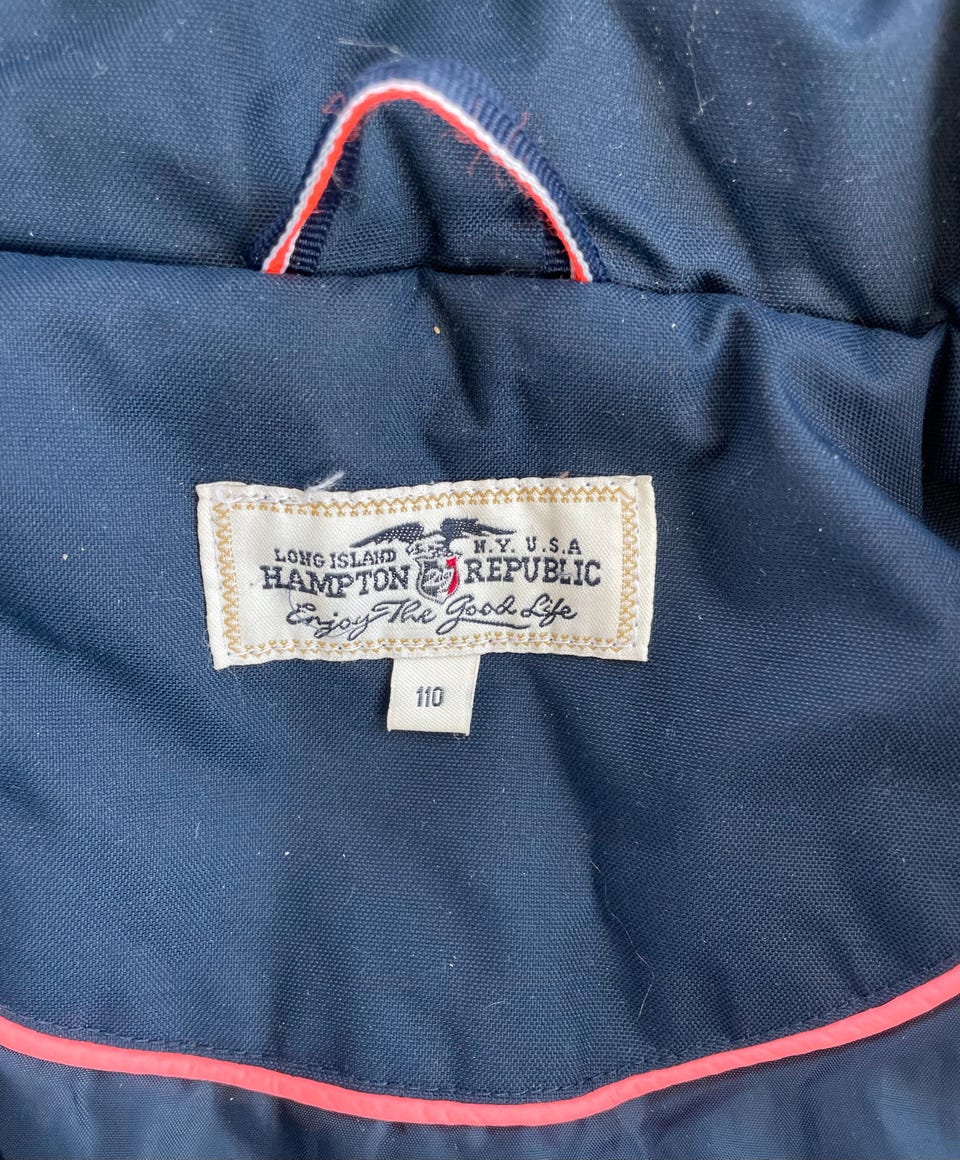 LONG ISLAND N.Y. U.S.A
HAMPTON REPUBLIC
Enjoy The Good Life
110